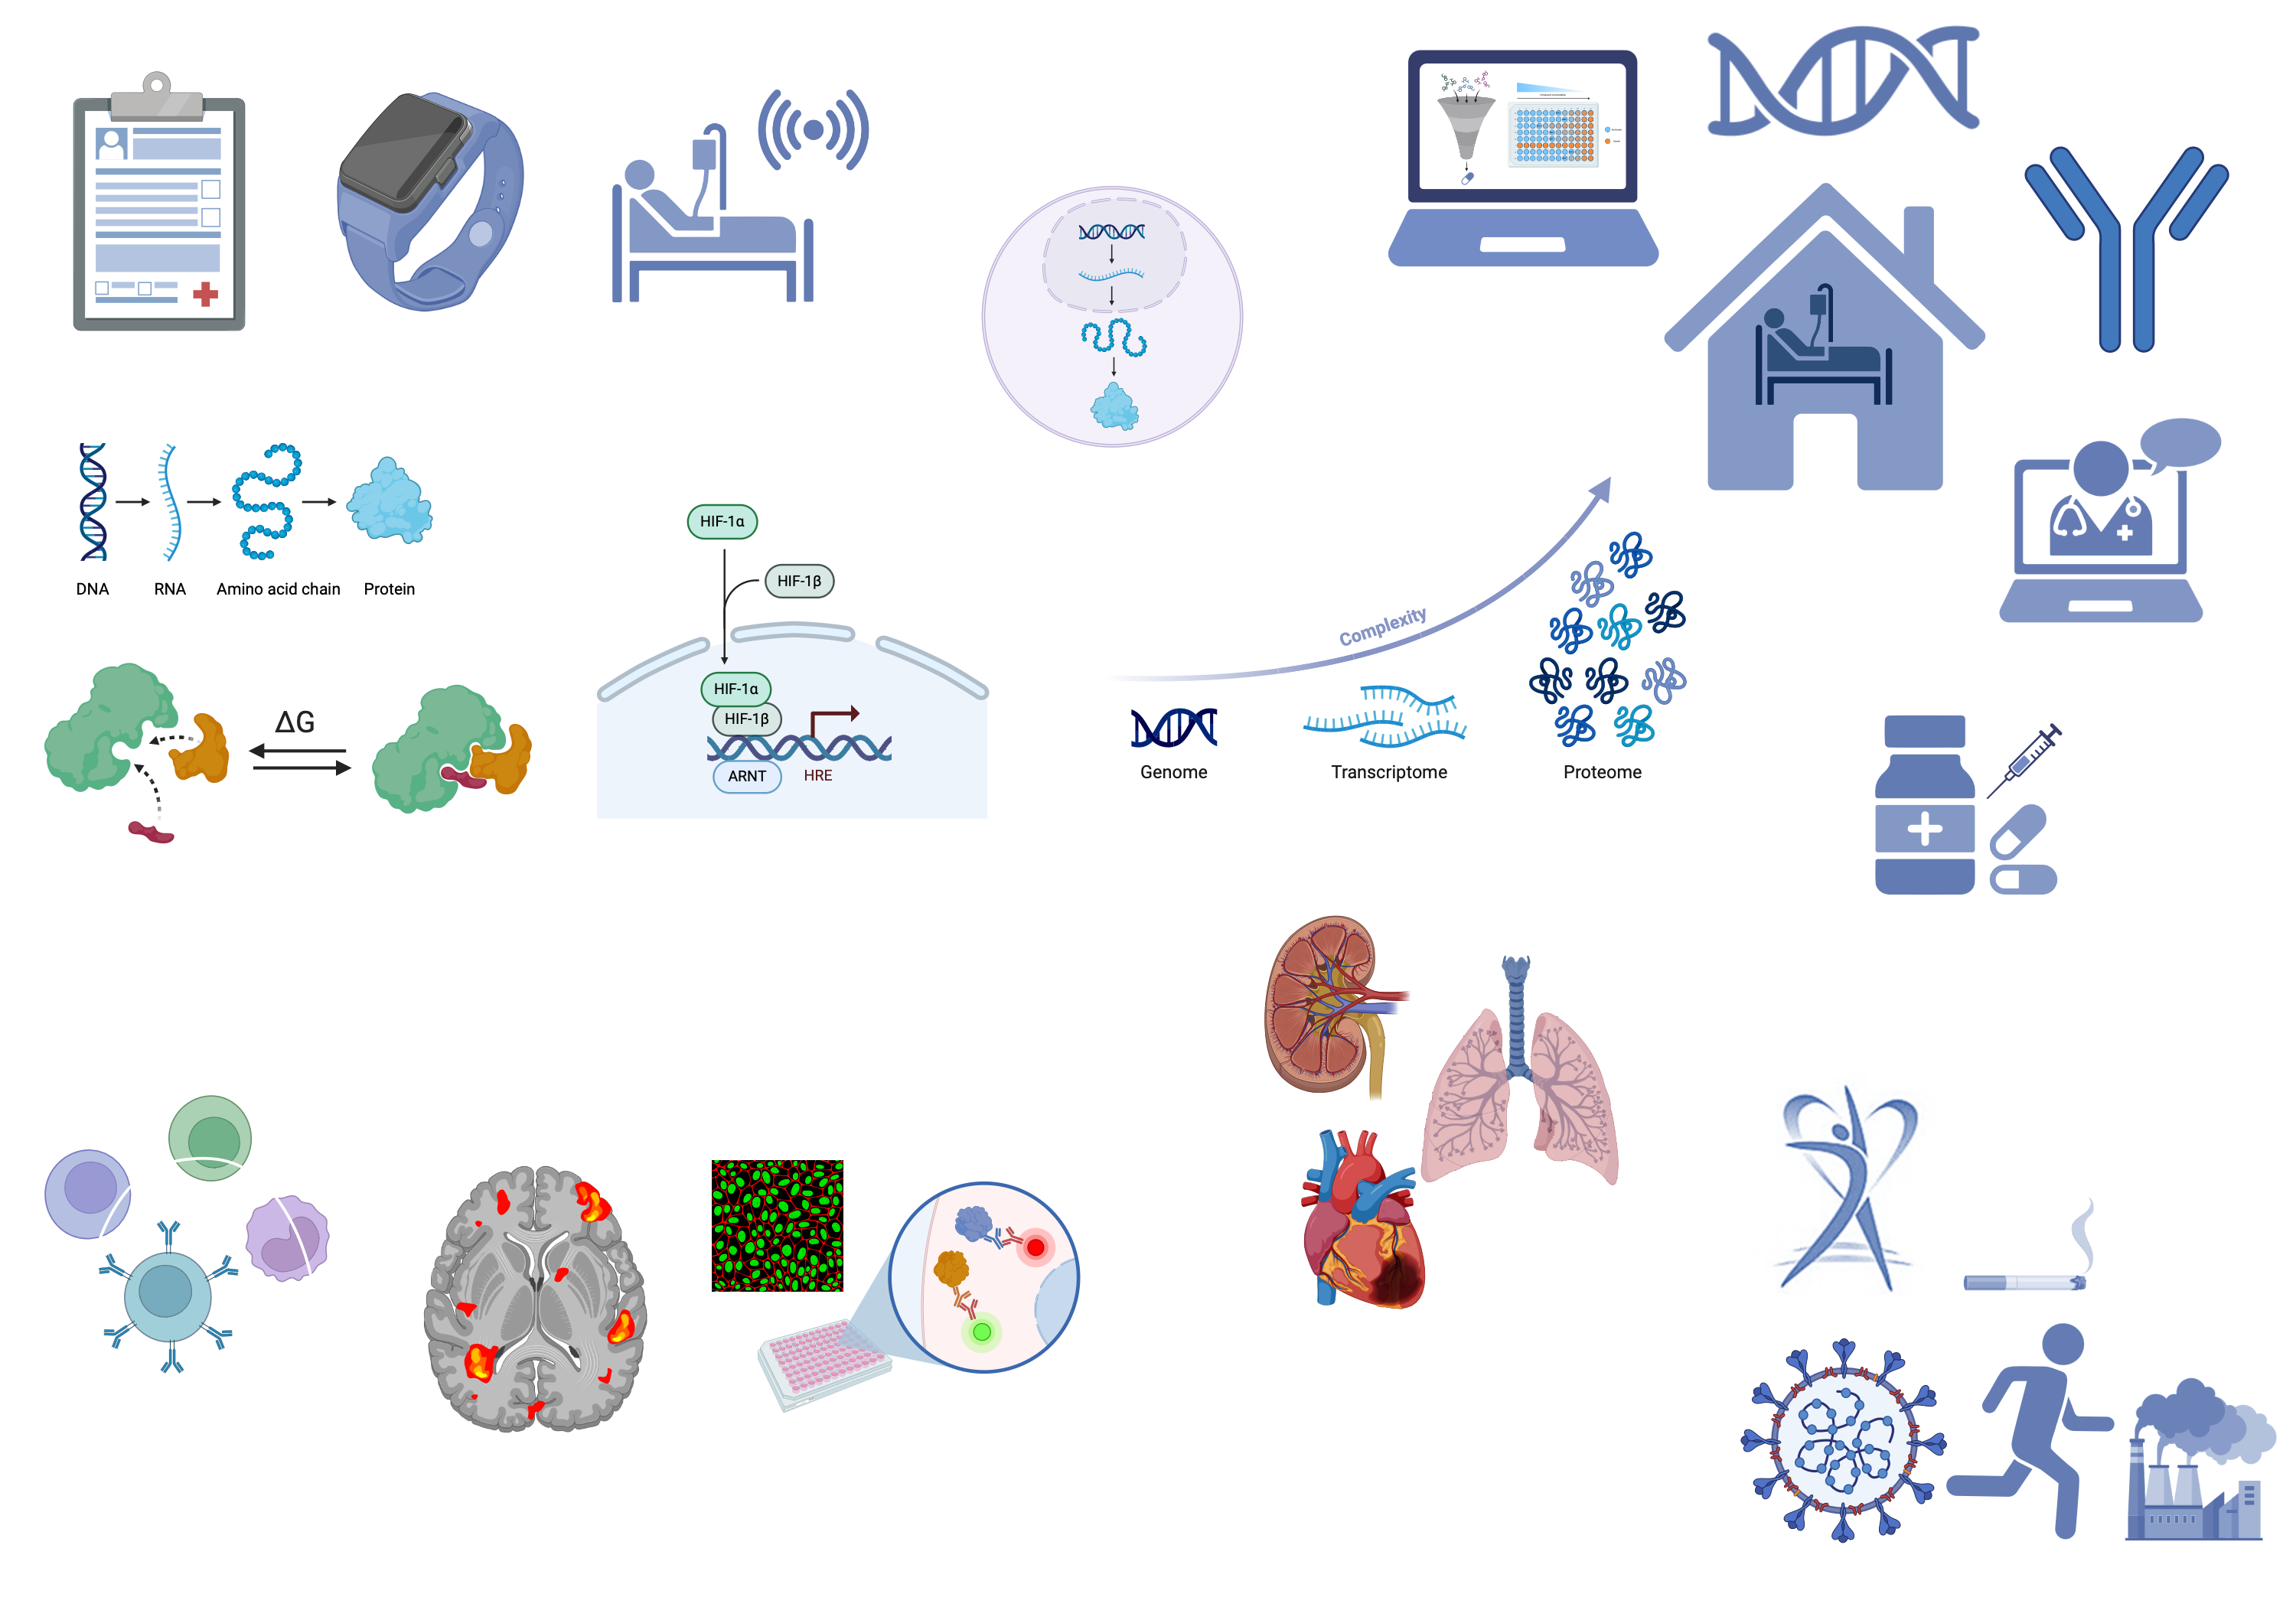 DNA
RNA
Amino acid chain
Protein
HIF-1α
HIF-1β
HIF-1α
HIF-1β
ARNT
HRE
ΔG
Complexity
Genome
Transcriptome
Proteome